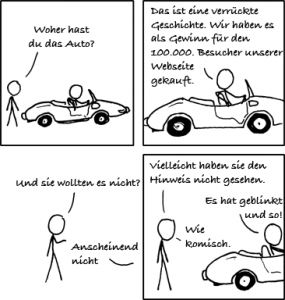 Woher hast
du das Auto?
Das ist eine verrückte
Geschichte. Wir haben es
als Gewinn für den
100.000. Besucher unserer
Webseite
gekauft.
Und sie wollten es nicht?
Anscheinend
nicht
Vielleicht haben sie den
Hinweis nicht gesehen.
Es hat geblinkt
und so!
Wie
komisch.